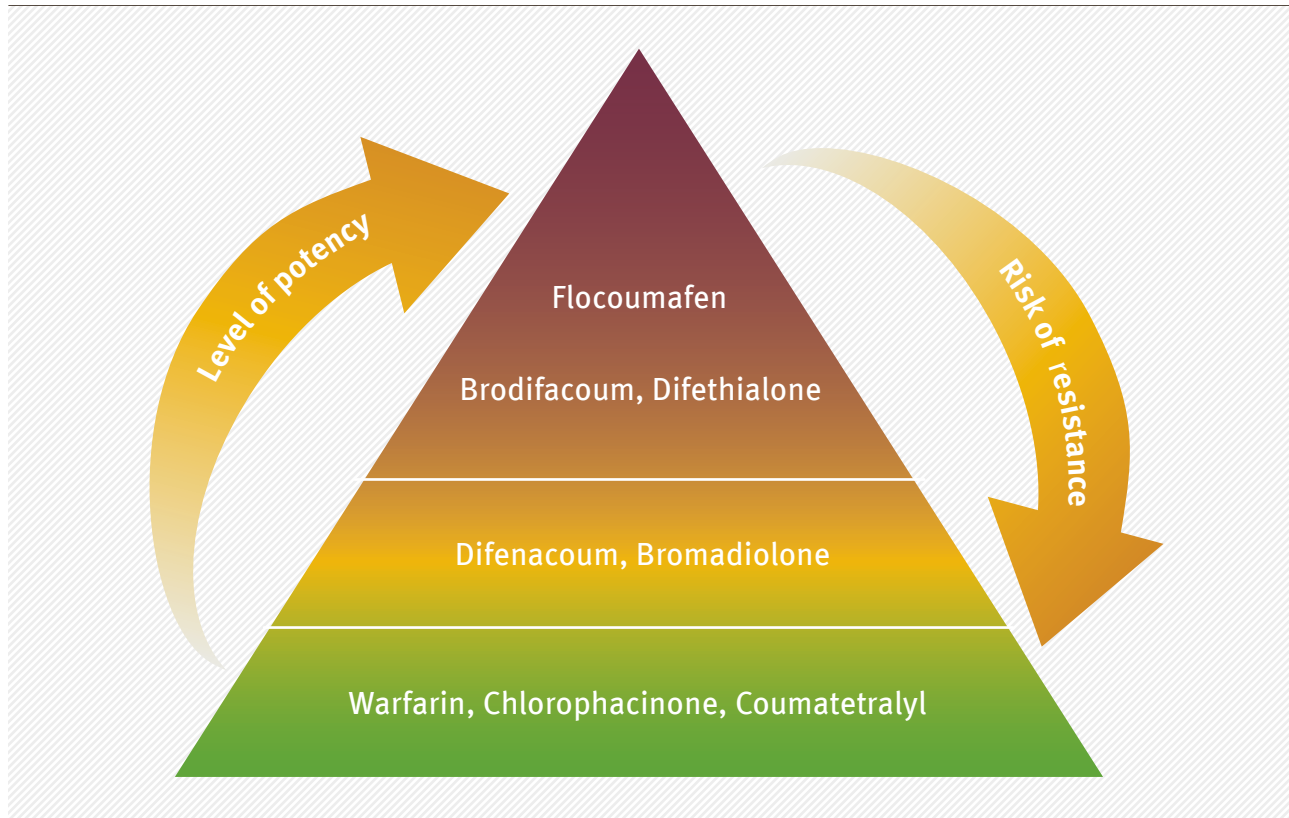 Level of potency
Risk of resistance
Flocoumafen
Brodifacoum, Difethialone
Difenacoum, Bromadiolone
Warfarin, Chlorophacinone, Coumatetralyl